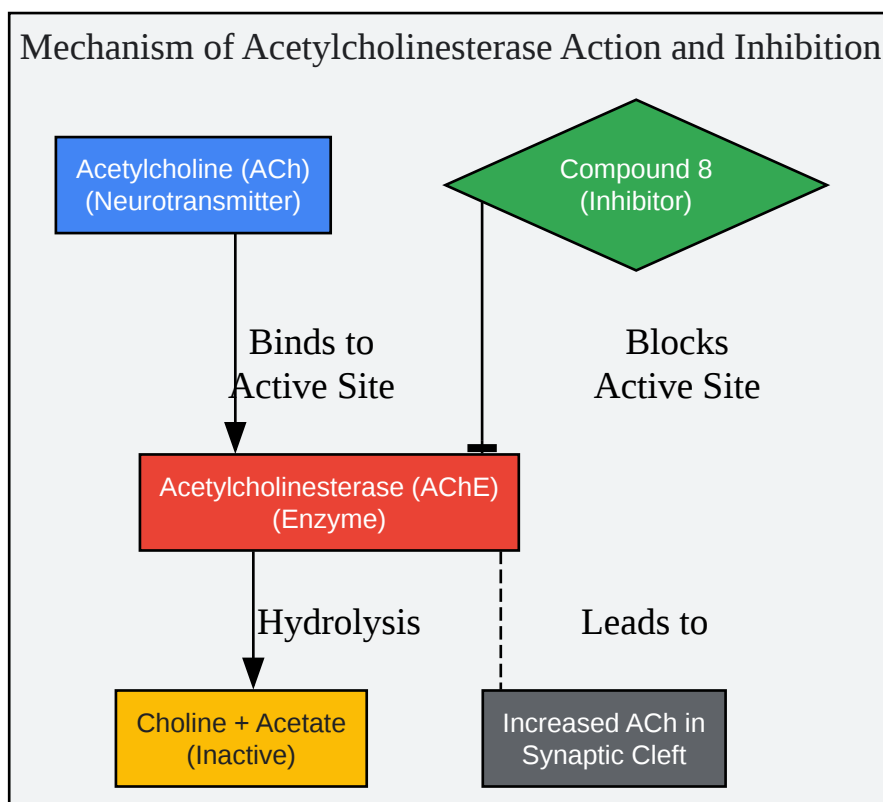 Mechanism of Acetylcholinesterase Action and Inhibition
Acetylcholine (ACh)
(Neurotransmitter)
Compound 8
(Inhibitor)
Binds to
Active Site
Blocks
Active Site
Acetylcholinesterase (AChE)
(Enzyme)
Hydrolysis
Leads to
Choline + Acetate
(Inactive)
Increased ACh in
Synaptic Cleft